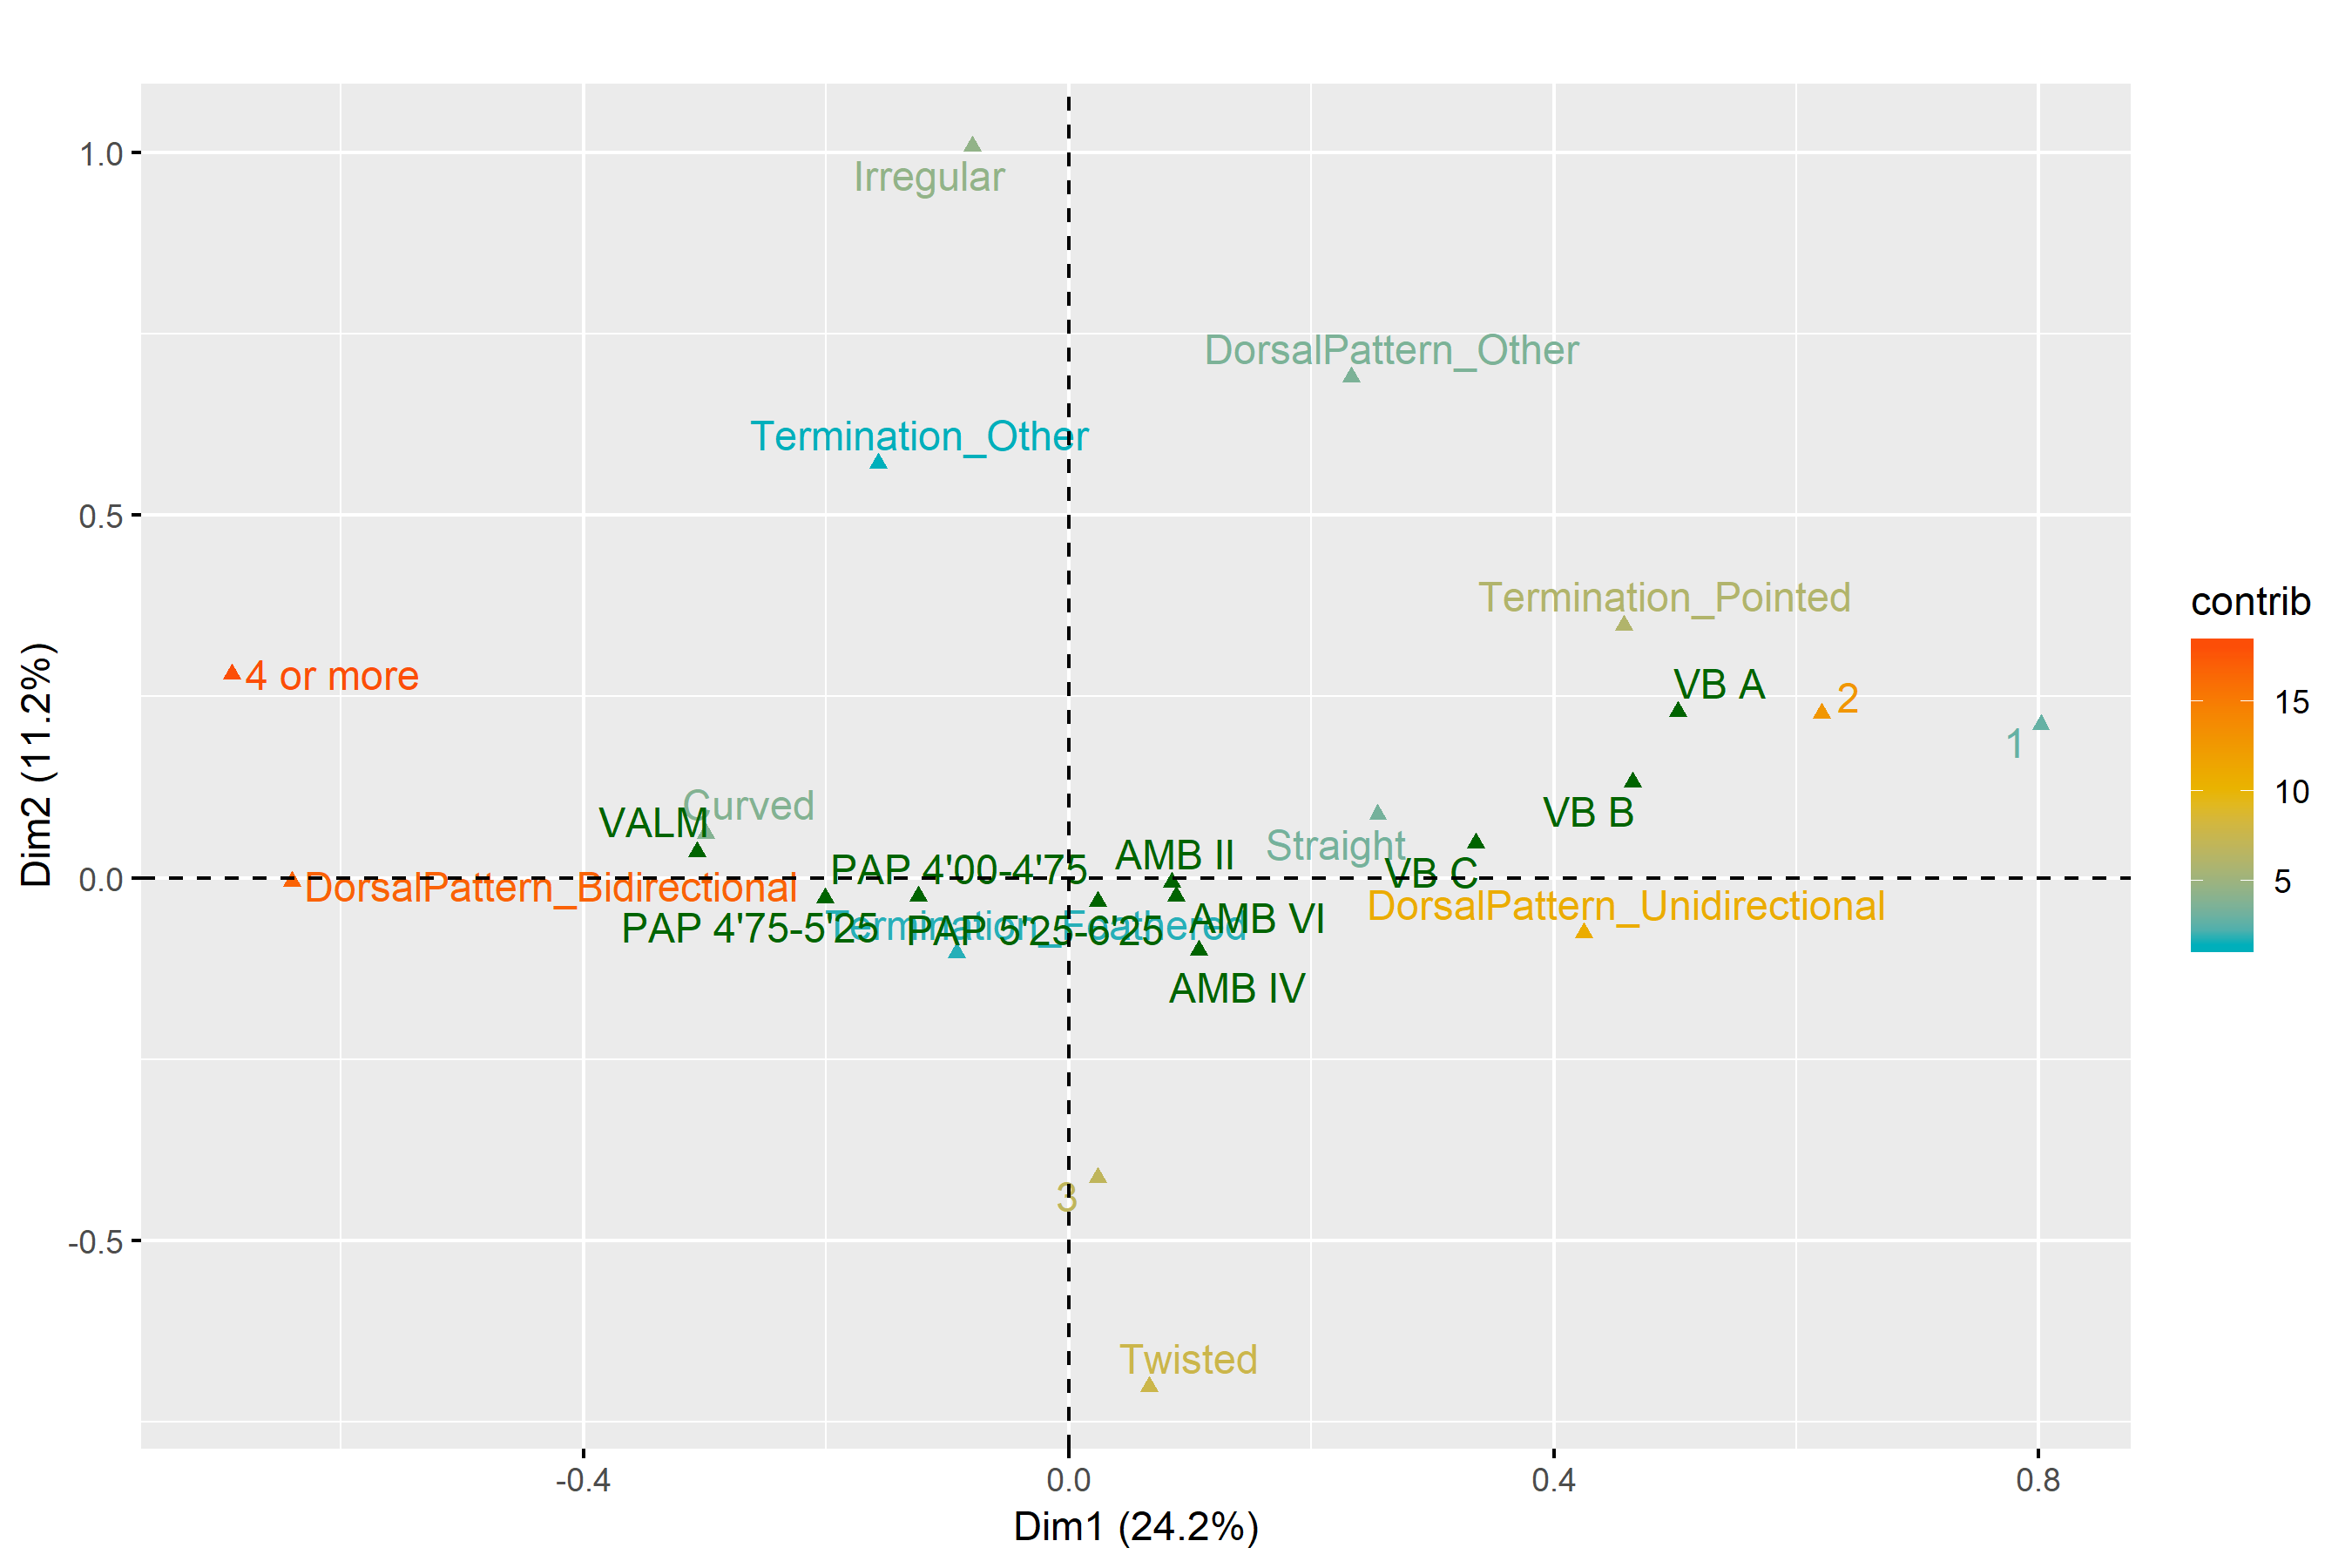 1.0
Irregular
DorsalPattern_Other
Termination_Other
0.5
Termination_Pointed
contrib
4 or more
VB A
2
15
1
Dim2 (11.2%)
VALM
Curved
VB B
10
Straight
AMB II
PAP 4'00-4'75
VB C
0.0
DorsalPattern_Bidirectional
5
DorsalPattern_Unidirectional
PAP 4'75-5'25
Termination_Feathered
PAP 5'25-6'25
AMB VI
AMB IV
3
-0.5
Twisted
-0.4
0.0
0.4
0.8
Dim1 (24.2%)